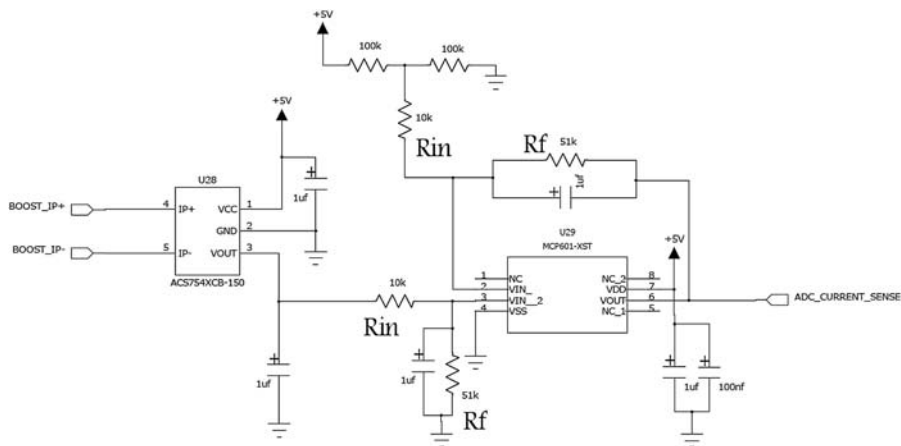 +5V
100k
100k
10k
Rin
Rf
51k
1uf
+
+5V
+
1uf
U28
BOOST_IP+
4
IP+
VCC
1
GND
2
BOOST_IP-
5
IP-
VOUT
3
ACS754XCB-150
U29
MCP601-XST
1
NC
NC_2
8
2
VIN_
VDD
7
3
VIN__2
VOUT
6
4
VSS
NC_1
5
+5V
ADC_CURRENT_SENSE
10k
Rin
+
1uf
+
1uf
51k
Rf
+
1uf
+
100nf